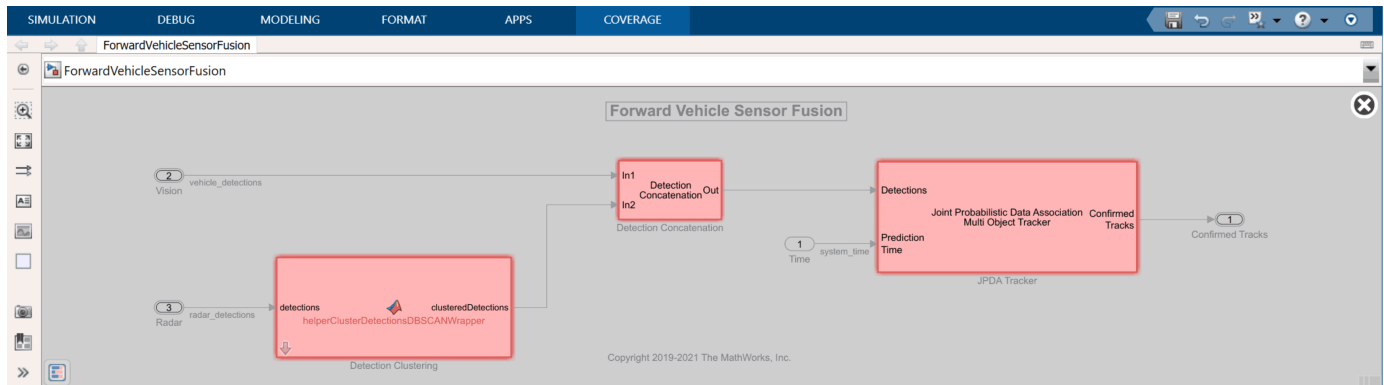 SIMULATION DEBUG MODELING FORMAT APPS COVERAGE
ForwardVehicleSensorFusion
ForwardVehicleSensorFusion
Forward Vehicle Sensor Fusion
2
Vision
vehicle_detections
In1
In2
Detection
Concatenation
Out
Detection Concatenation
Detections
Prediction
Time
Joint Probabilistic Data Association
Multi Object Tracker
Confirmed
Tracks
JPDA Tracker
1
Confirmed Tracks
1
Time
system_time
3
Radar
radar_detections
detections
clusteredDetections
helperClusterDetectionsDBSCANWrapper
Detection Clustering
Copyright 2019-2021 The MathWorks, Inc.